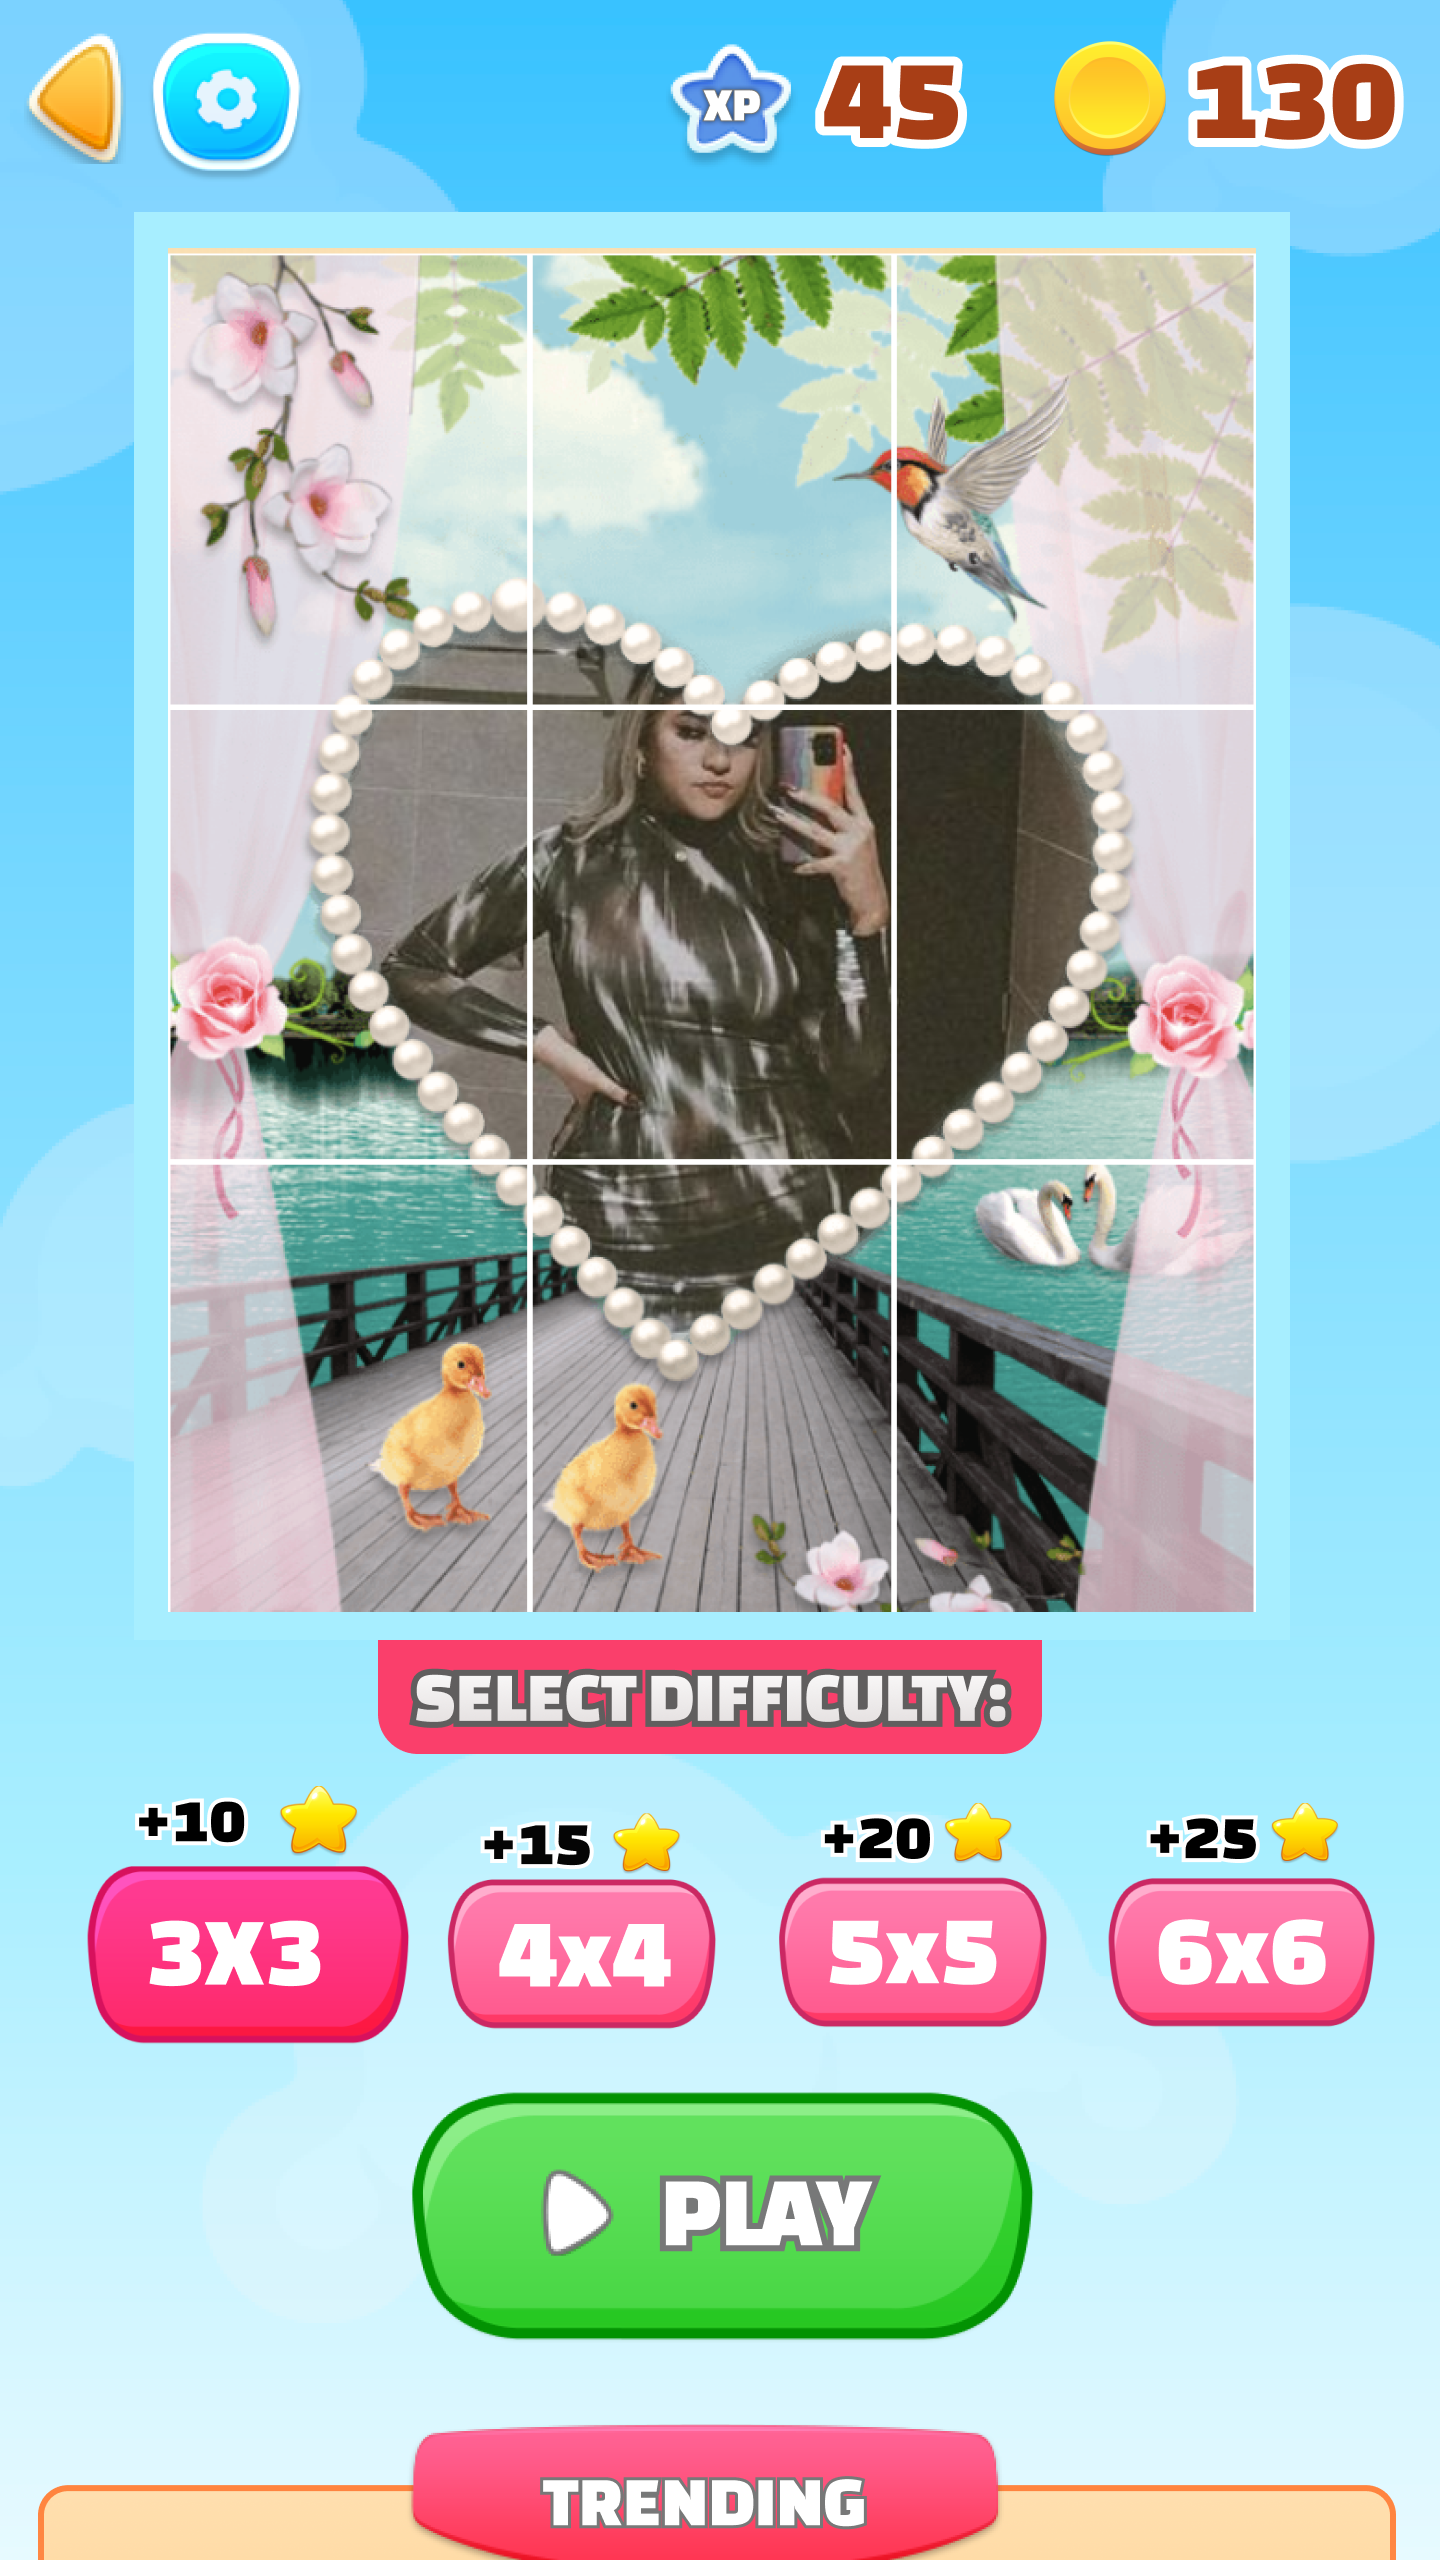 XP 45 130
SELECT DIFFICULTY:
+10 +15 +20 +25
3X3 4x4 5x5 6x6
PLAY
TRENDING